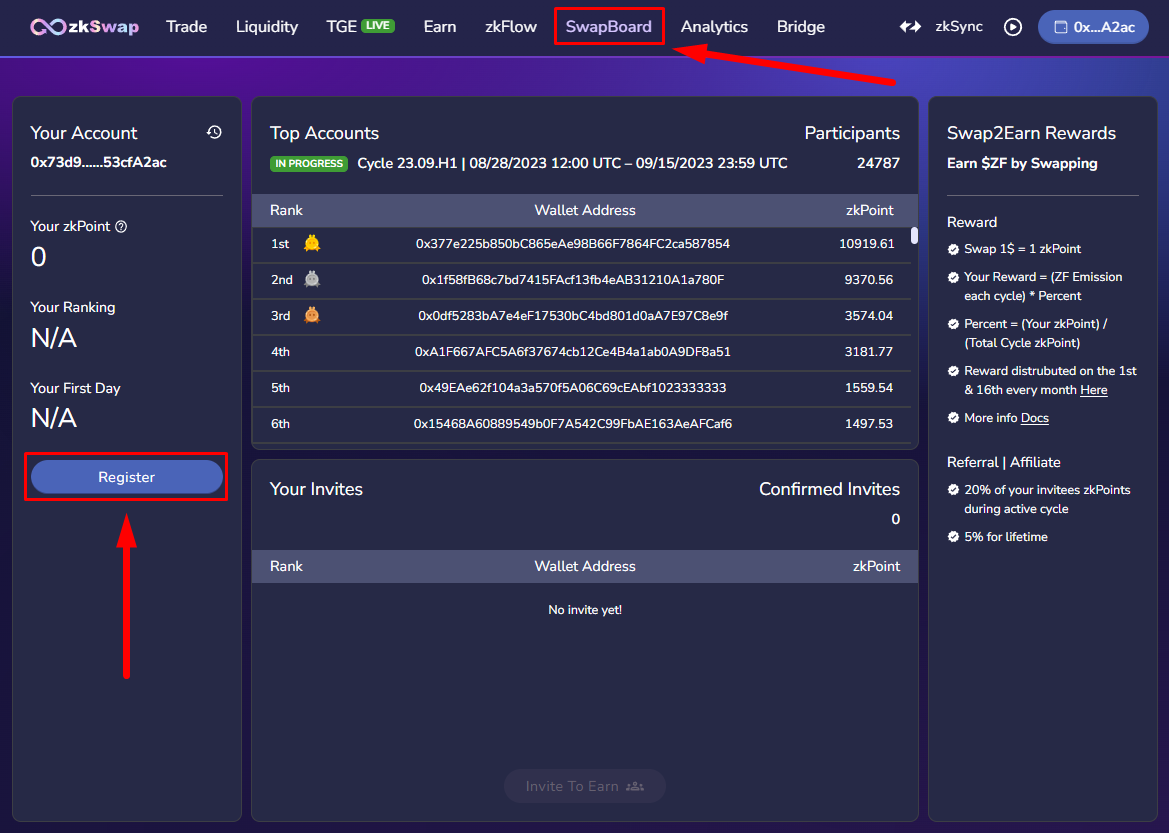 zkSwap Trade Liquidity TGE LIVE Earn zkFlow SwapBoard Analytics Bridge zkSync 0x...A2ac
Your Account
0x73d9......53cfA2ac
Your zkPoint
0
Your Ranking
N/A
Your First Day
N/A
Register
Top Accounts Participants
IN PROGRESS Cycle 23.09.H1 | 08/28/2023 12:00 UTC – 09/15/2023 23:59 UTC 24787
Rank Wallet Address zkPoint
1st 0x377e225b850bC865eAe98B66F7864FC2ca587854 10919.61
2nd 0x1f58fB68c7bd7415FAcf13fb4eAB31210A1a780F 9370.56
3rd 0x0df5283bA7e4eF17530bC4bd801d0aA7E97C8e9f 3574.04
4th 0xA1F667AFC5A6f37674cb12Ce4B4a1ab0A9DF8a51 3181.77
5th 0x49EAe62f104a3a570f5A06C69cEAbf1023333333 1559.54
6th 0x15468A60889549b0F7A542C99FbAE163AeAFCaf6 1497.53
Your Invites Confirmed Invites
0
Rank Wallet Address zkPoint
No invite yet!
Invite To Earn
Swap2Earn Rewards
Earn $ZF by Swapping
Reward
Swap 1$ = 1 zkPoint
Your Reward = (ZF Emission
each cycle) * Percent
Percent = (Your zkPoint) /
(Total Cycle zkPoint)
Reward distrubuted on the 1st
& 16th every month Here
More info Docs
Referral | Affiliate
20% of your invitees zkPoints
during active cycle
5% for lifetime